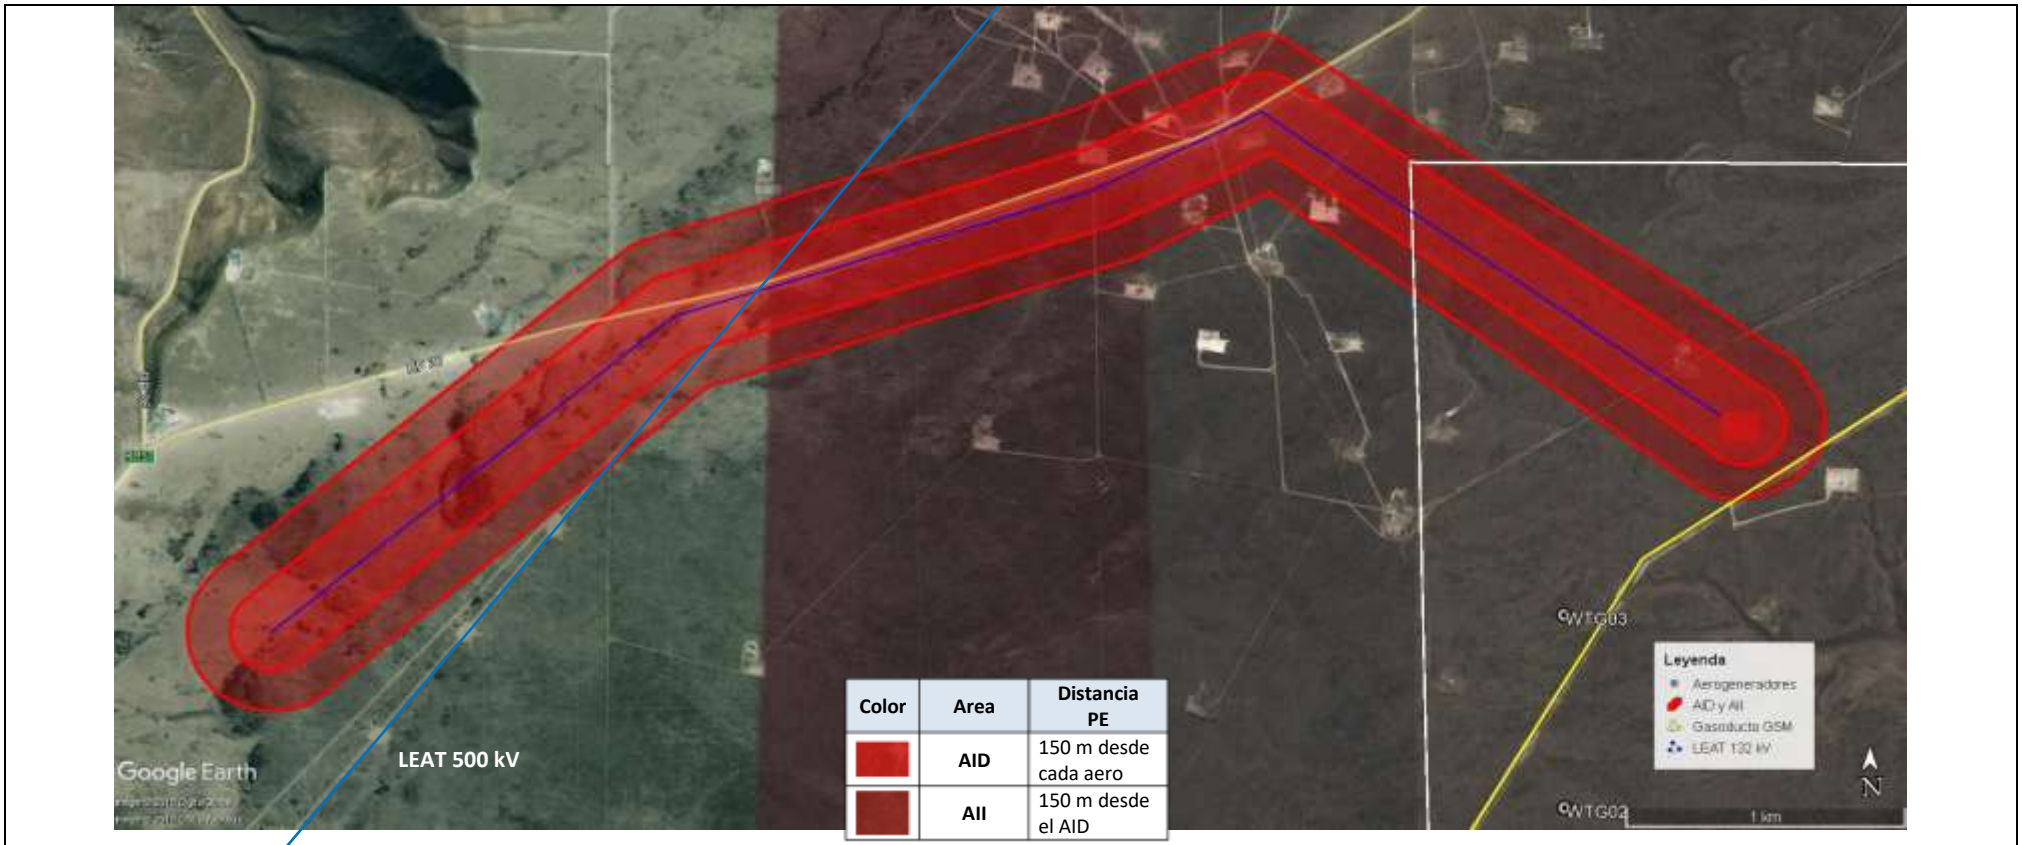 LEAT 500 kV
Color
Area
Distancia
PE
AID
150 m desde
cada aero
AII
150 m desde
el AID
WTG03
WTG02
Leyenda
Aerogeneradores
AID y AII
Gasoducto GSM
LEAT 132 kV
N
1 km
Google Earth